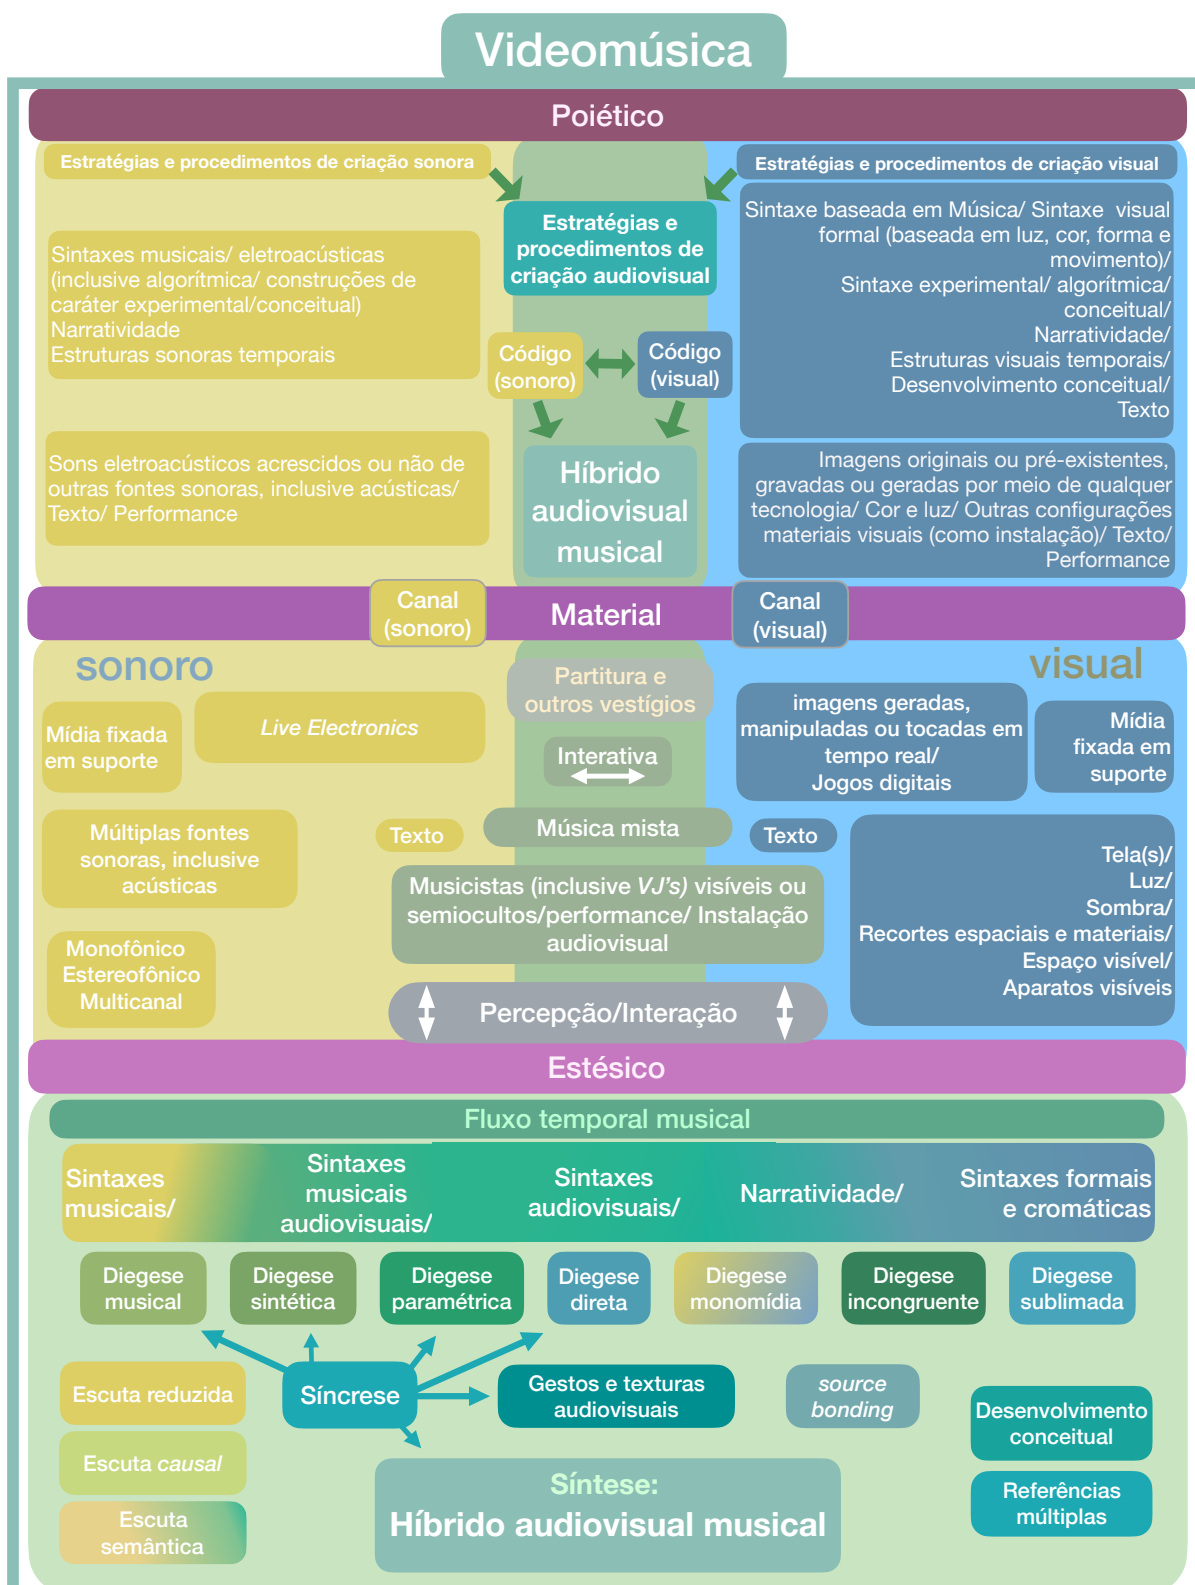 Videomúsica
Poiético
Estratégias e procedimentos de criação sonora
Sintaxes musicais/ eletroacústicas
(inclusive algorítmica/ construções de
caráter experimental/conceitual)
Narratividade
Estruturas sonoras temporais
Sons eletroacústicos acrescidos ou não de
outras fontes sonoras, inclusive acústicas/
Texto/ Performance
Estratégias e
procedimentos de
criação audiovisual
Código
(sonoro)
Código
(visual)
Híbrido
audiovisual
musical
Estratégias e procedimentos de criação visual
Sintaxe baseada em Música/ Sintaxe visual
formal (baseada em luz, cor, forma e
movimento)/
Sintaxe experimental/ algorítmica/
conceitual/
Narratividade/
Estruturas visuais temporais/
Desenvolvimento conceitual/
Texto
Imagens originais ou pré-existentes,
gravadas ou geradas por meio de qualquer
tecnologia/ Cor e luz/ Outras configurações
materiais visuais (como instalação)/ Texto/
Performance
Canal
(sonoro)
Material
Canal
(visual)
sonoro
Mídia fixada
em suporte
Live Electronics
Múltiplas fontes
sonoras, inclusive
acústicas
Texto
Monofônico
Estereofônico
Multicanal
Partitura e
outros vestígios
Interativa
Música mista
Musicistas (inclusive VJ's) visíveis ou
semiocultos/performance/ Instalação
audiovisual
visual
imagens geradas,
manipuladas ou tocadas em
tempo real/
Jogos digitais
Mídia
fixada em
suporte
Texto
Tela(s)/
Luz/
Sombra/
Recortes espaciais e materiais/
Espaço visível/
Aparatos visíveis
Percepção/Interação
Estésico
Fluxo temporal musical
Sintaxes
musicais/
Sintaxes
musicais
audiovisuais/
Sintaxes
audiovisuais/
Narratividade/
Sintaxes formais
e cromáticas
Diegese
musical
Diegese
sintética
Diegese
paramétrica
Diegese
direta
Diegese
monomídia
Diegese
incongruente
Diegese
sublimada
Escuta reduzida
Síncrese
Gestos e texturas
audiovisuais
source
bonding
Desenvolvimento
conceitual
Escuta causal
Escuta
semântica
Síntese:
Híbrido audiovisual musical
Referências
múltiplas